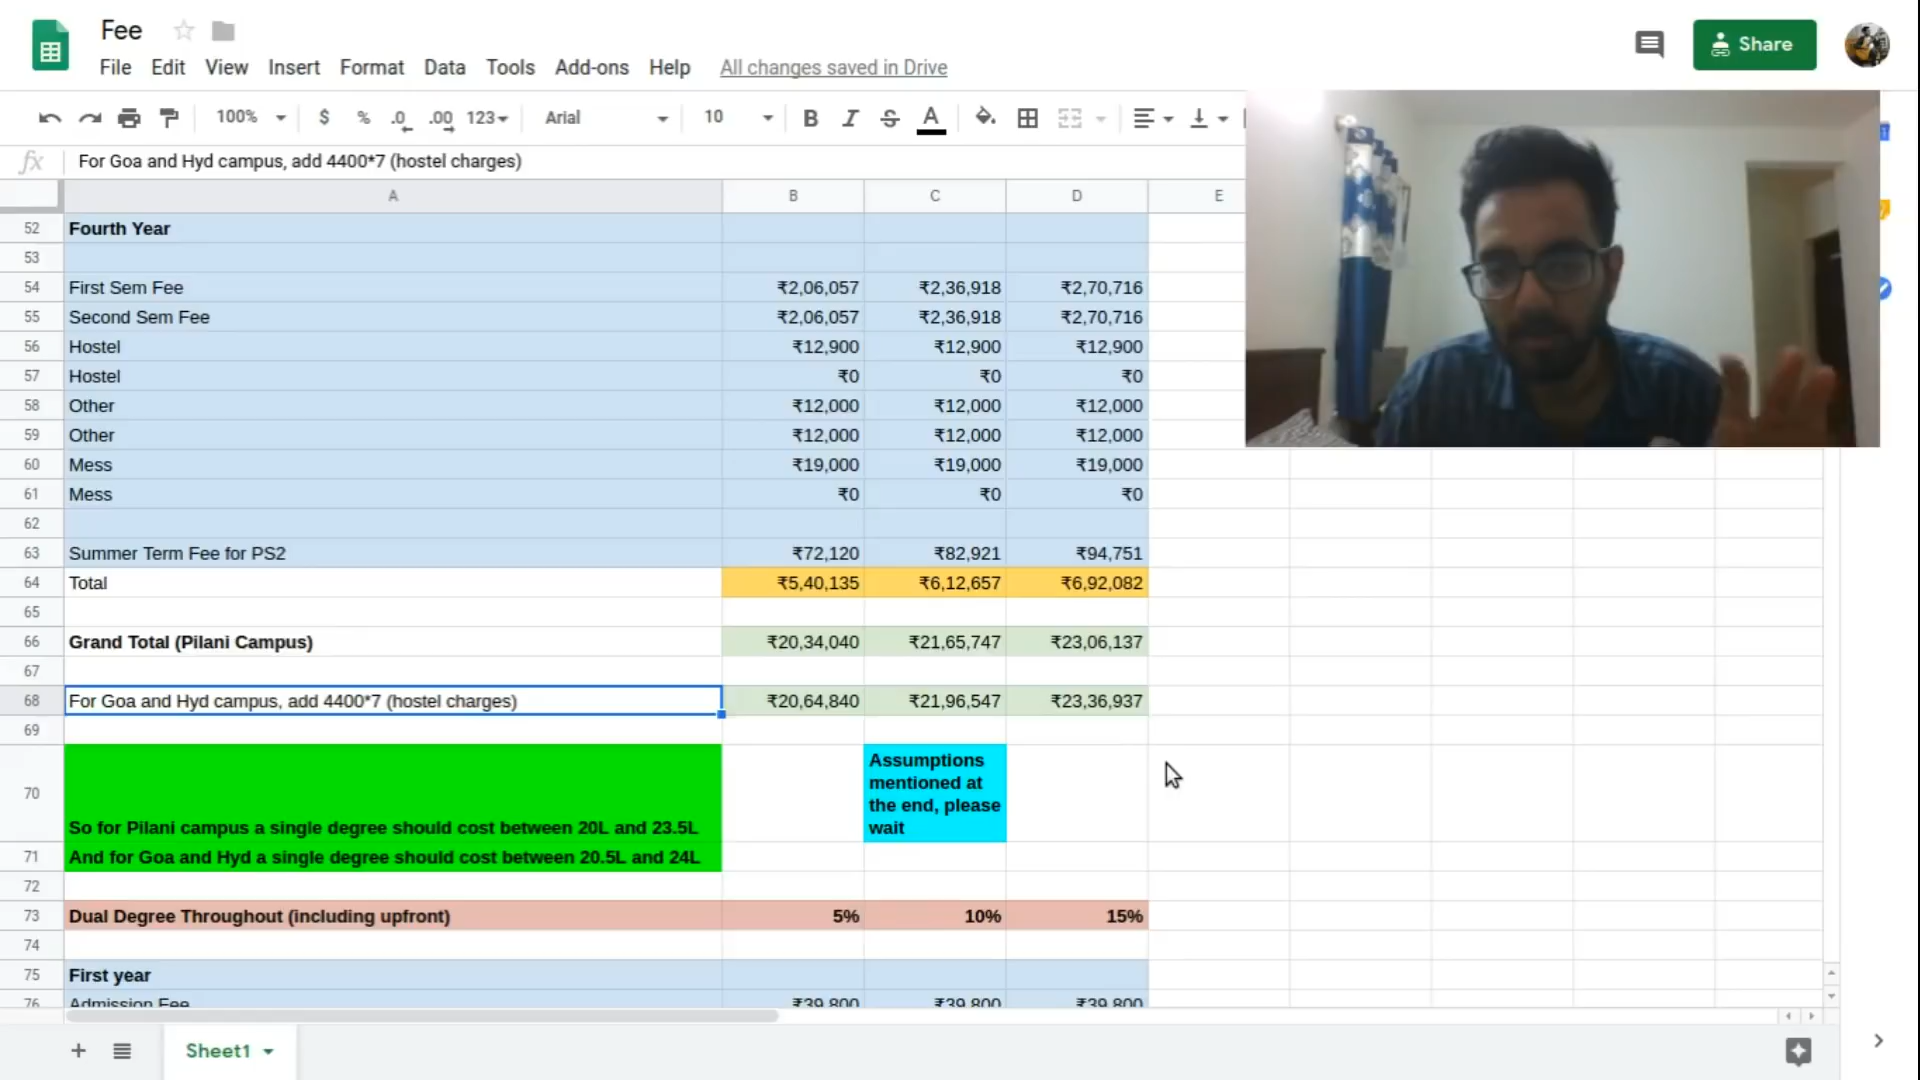 Fee
File Edit View Insert Format Data Tools Add-ons Help All changes saved in Drive
Share
100% $ % .0 .00 123 Arial 10 B I S A
fx For Goa and Hyd campus, add 4400*7 (hostel charges)
A B C D E
52 Fourth Year
53
54 First Sem Fee ₹2,06,057 ₹2,36,918 ₹2,70,716
55 Second Sem Fee ₹2,06,057 ₹2,36,918 ₹2,70,716
56 Hostel ₹12,900 ₹12,900 ₹12,900
57 Hostel ₹0 ₹0 ₹0
58 Other ₹12,000 ₹12,000 ₹12,000
59 Other ₹12,000 ₹12,000 ₹12,000
60 Mess ₹19,000 ₹19,000 ₹19,000
61 Mess ₹0 ₹0 ₹0
62
63 Summer Term Fee for PS2 ₹72,120 ₹82,921 ₹94,751
64 Total ₹5,40,135 ₹6,12,657 ₹6,92,082
65
66 Grand Total (Pilani Campus) ₹20,34,040 ₹21,65,747 ₹23,06,137
67
68 For Goa and Hyd campus, add 4400*7 (hostel charges) ₹20,64,840 ₹21,96,547 ₹23,36,937
69
Assumptions
mentioned at
70 the end, please
So for Pilani campus a single degree should cost between 20L and 23.5L wait
71 And for Goa and Hyd a single degree should cost between 20.5L and 24L
72
73 Dual Degree Throughout (including upfront) 5% 10% 15%
74
75 First year
76 Admission Fee ₹39,800 ₹39,800 ₹39,800
Sheet1